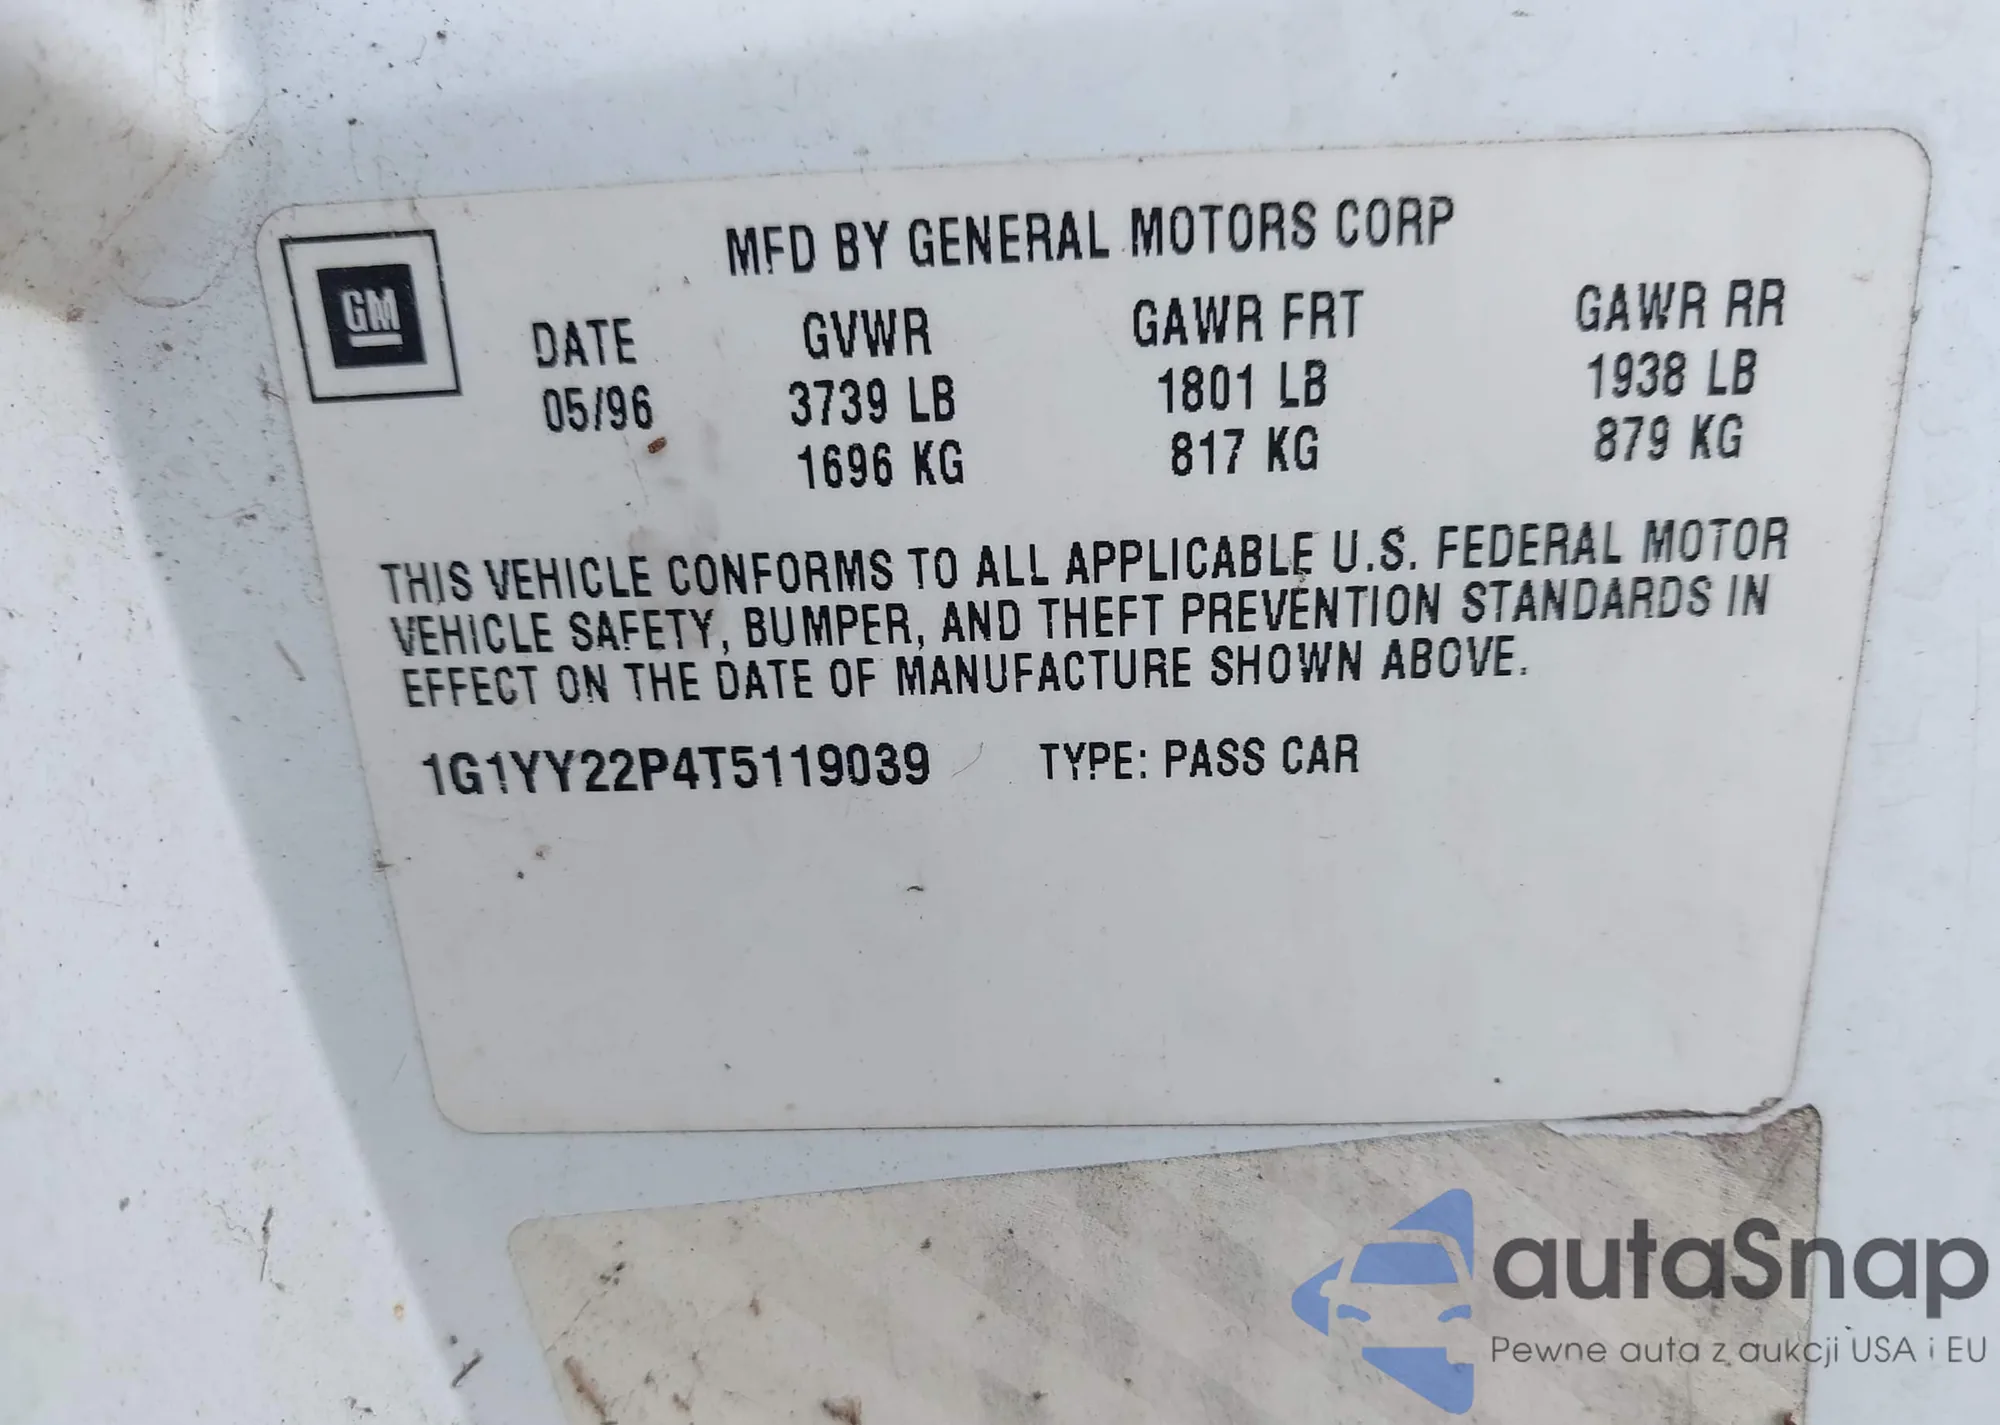 MFD BY GENERAL MOTORS CORP
GM
DATE GVWR GAWR FRT GAWR RR
05/96 3739 LB 1801 LB 1938 LB
1696 KG 817 KG 879 KG
THIS VEHICLE CONFORMS TO ALL APPLICABLE U.S. FEDERAL MOTOR
VEHICLE SAFETY, BUMPER, AND THEFT PREVENTION STANDARDS IN
EFFECT ON THE DATE OF MANUFACTURE SHOWN ABOVE.
1G1YY22P4T5119039 TYPE: PASS CAR
autaSnap
Pewne auta z aukcji USA i EU